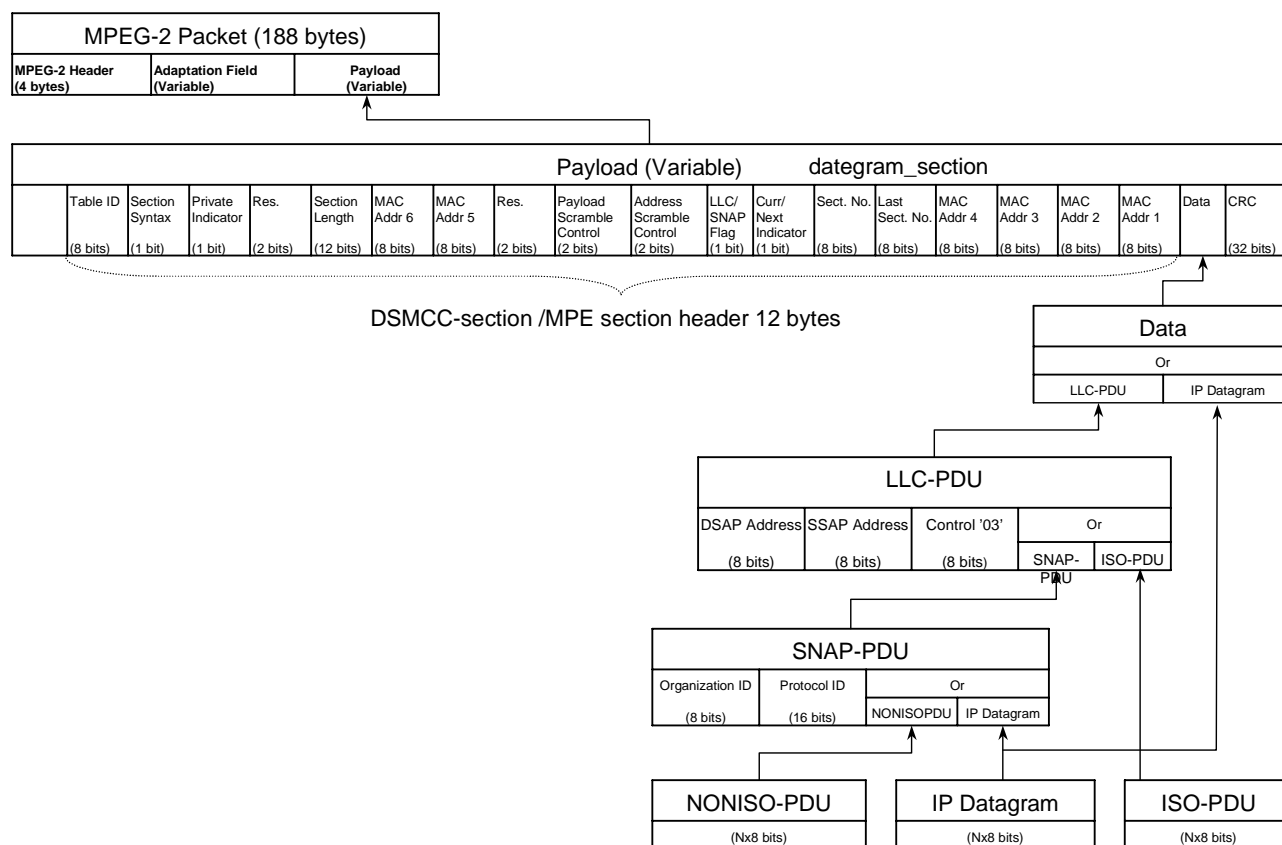 MPEG-2 Packet (188 bytes)
MPEG-2 Header
(4 bytes)
Adaptation Field
(Variable)
Payload
(Variable)
Payload (Variable) dategram_section
Table ID
(8 bits)
Section
Syntax
(1 bit)
Private
Indicator
(1 bit)
Res.
(2 bits)
Section
Length
(12 bits)
MAC
Addr 6
(8 bits)
MAC
Addr 5
(8 bits)
Res.
(2 bits)
Payload
Scramble
Control
(2 bits)
Address
Scramble
Control
(2 bits)
LLC/
SNAP
Flag
(1 bit)
Curr/
Next
Indicator
(1 bit)
Sect. No.
(8 bits)
Last
Sect. No.
(8 bits)
MAC
Addr 4
(8 bits)
MAC
Addr 3
(8 bits)
MAC
Addr 2
(8 bits)
MAC
Addr 1
(8 bits)
Data
CRC
(32 bits)
DSMCC-section /MPE section header 12 bytes
Data
Or
LLC-PDU
IP Datagram
LLC-PDU
DSAP Address
(8 bits)
SSAP Address
(8 bits)
Control '03'
(8 bits)
Or
SNAP-
PDU
ISO-PDU
SNAP-PDU
Organization ID
(8 bits)
Protocol ID
(16 bits)
Or
NONISOPDU
IP Datagram
NONISO-PDU
(Nx8 bits)
IP Datagram
(Nx8 bits)
ISO-PDU
(Nx8 bits)